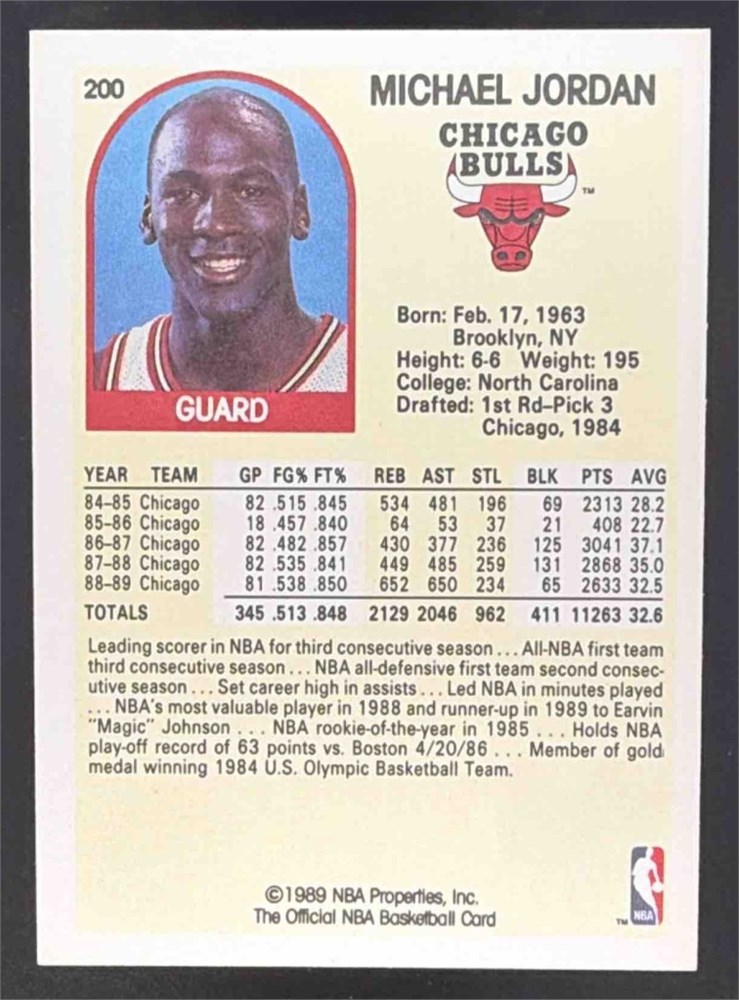 200
MICHAEL JORDAN
CHICAGO
BULLS
TM
Born: Feb. 17, 1963
Brooklyn, NY
Height: 6-6 Weight: 195
College: North Carolina
Drafted: 1st Rd–Pick 3
Chicago, 1984
GUARD
YEAR TEAM GP FG% FT% REB AST STL BLK PTS AVG
84-85 Chicago 82 .515 .845 534 481 196 69 2313 28.2
85-86 Chicago 18 .457 .840 64 53 37 21 408 22.7
86-87 Chicago 82 .482 .857 430 377 236 125 3041 37.1
87-88 Chicago 82 .535 .841 449 485 259 131 2868 35.0
88-89 Chicago 81 .538 .850 652 650 234 65 2633 32.5
TOTALS 345 .513 .848 2129 2046 962 411 11263 32.6
Leading scorer in NBA for third consecutive season . . . All-NBA first team
third consecutive season . . . NBA all-defensive first team second consec-
utive season . . . Set career high in assists . . . Led NBA in minutes played
. . . NBA's most valuable player in 1988 and runner-up in 1989 to Earvin
"Magic" Johnson . . . NBA rookie-of-the-year in 1985 . . . Holds NBA
play-off record of 63 points vs. Boston 4/20/86 . . . Member of gold
medal winning 1984 U.S. Olympic Basketball Team.
©1989 NBA Properties, Inc.
The Official NBA Basketball Card
TM NBA